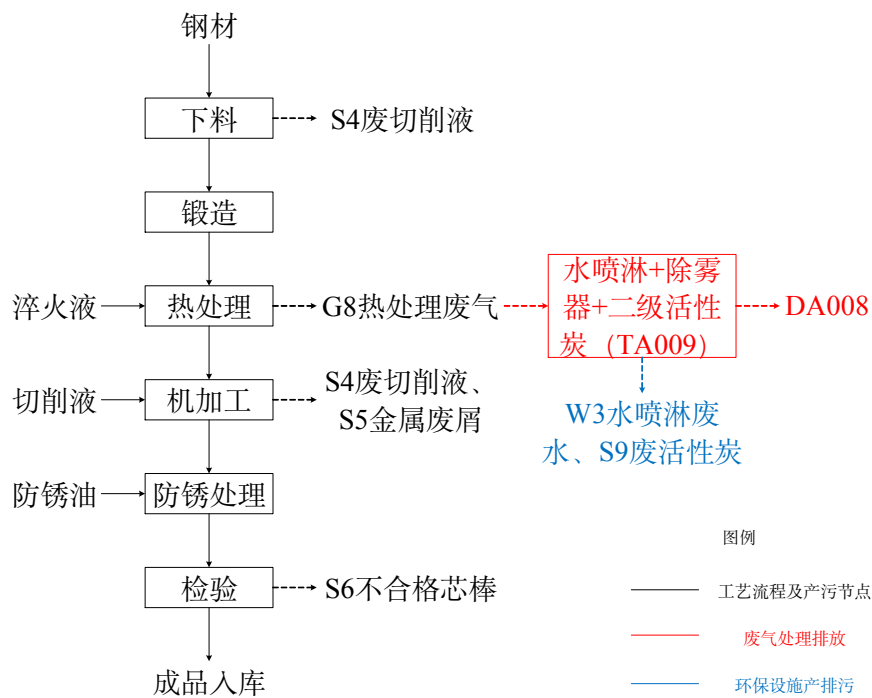 钢材
下料
S4废切削液
锻造
淬火液
热处理
G8热处理废气
水喷淋+除雾
器+二级活性
炭（TA009）
DA008
切削液
机加工
S4废切削液、
S5金属废屑
W3水喷淋废
水、S9废活性炭
防锈油
防锈处理
检验
S6不合格芯棒
成品入库
图例
工艺流程及产污节点
废气处理排放
环保设施产排污